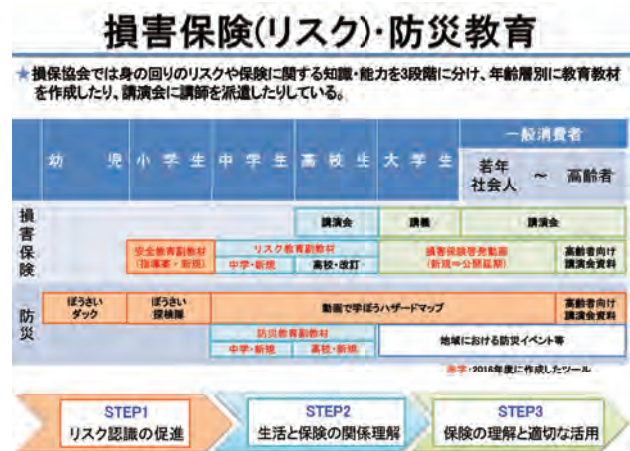 損害保険(リスク)・防災教育
★損保協会では身の回りのリスクや保険に関する知識・能力を3段階に分け、年齢層別に教育教材
を作成したり、講演会に講師を派遣したりしている。
一般消費者
幼 児 小学生 中学生 高校生 大学生 若年 社会人 ～ 高齢者
損害保険
講演会 講義 講演会
安全教育副教材
(指導案・新規)
リスク教育副教材
中学・新規 高校・改訂
損害保険啓発動画
(新規⇒公開延期)
高齢者向け
講演会資料
防災
ぼうさい
ダック
ぼうさい
探検隊
動画で学ぼうハザードマップ
高齢者向け
講演会資料
防災教育副教材
中学・新規 高校・新規
地域における防災イベント等
赤字・2016年度に作成したツール
STEP1
リスク認識の促進
STEP2
生活と保険の関係理解
STEP3
保険の理解と適切な活用